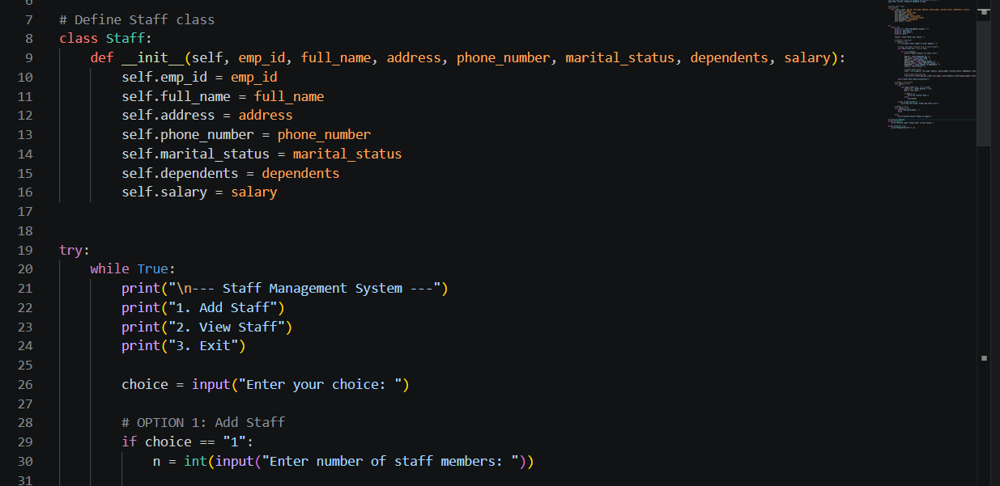 6
7 # Define Staff class
8 class Staff:
9     def __init__(self, emp_id, full_name, address, phone_number, marital_status, dependents, salary):
10         self.emp_id = emp_id
11         self.full_name = full_name
12         self.address = address
13         self.phone_number = phone_number
14         self.marital_status = marital_status
15         self.dependents = dependents
16         self.salary = salary
17
18
19 try:
20     while True:
21         print("\n--- Staff Management System ---")
22         print("1. Add Staff")
23         print("2. View Staff")
24         print("3. Exit")
25
26         choice = input("Enter your choice: ")
27
28         # OPTION 1: Add Staff
29         if choice == "1":
30             n = int(input("Enter number of staff members: "))
31